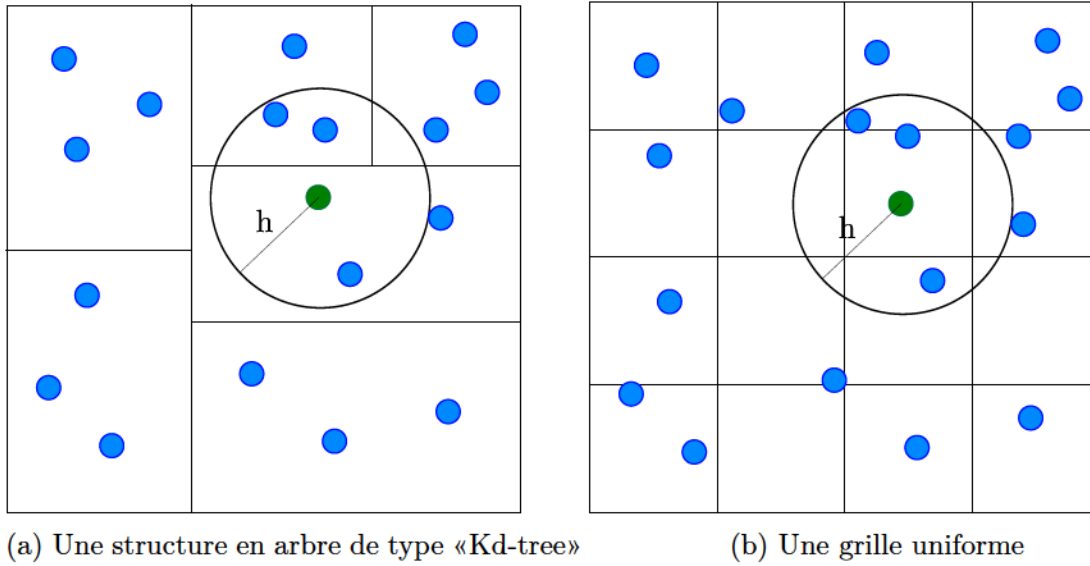 h
h
(a) Une structure en arbre de type «Kd-tree»
(b) Une grille uniforme